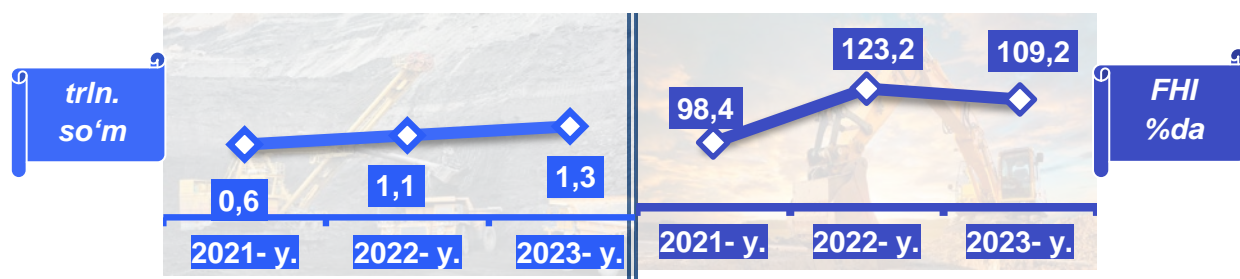 trln.
so‘m
0,6
1,1
1,3
2021- y.
2022- y.
2023- y.
98,4
123,2
109,2
2021- y.
2022- y.
2023- y.
FHI
%da